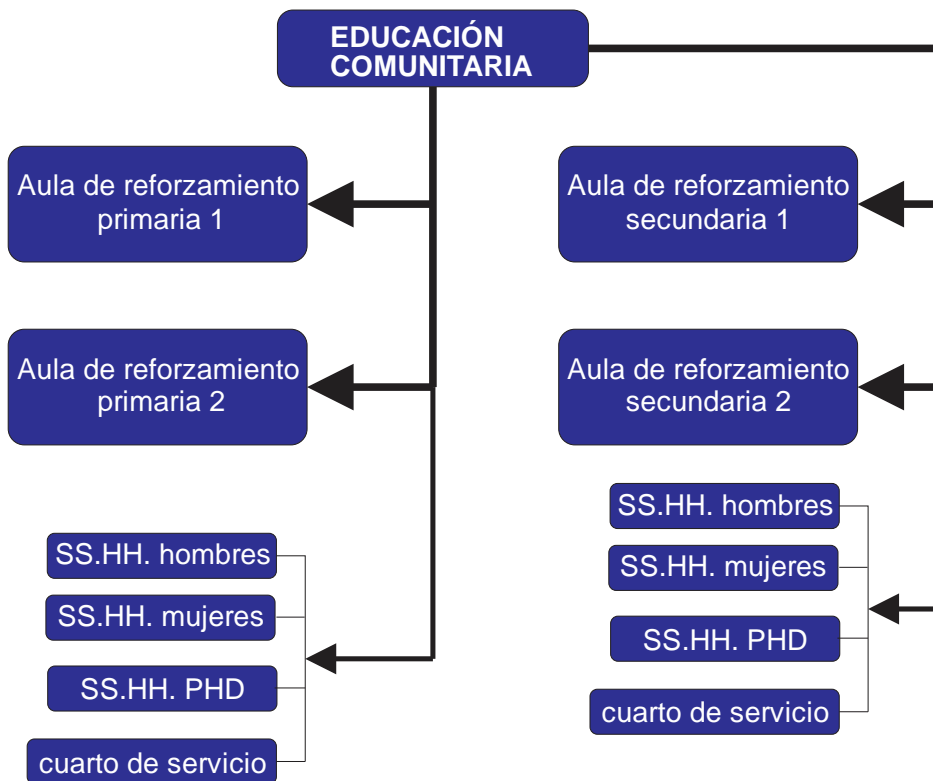 EDUCACIÓN
COMUNITARIA
Aula de reforzamiento
primaria 1
Aula de reforzamiento
secundaria 1
Aula de reforzamiento
primaria 2
Aula de reforzamiento
secundaria 2
SS.HH. hombres
SS.HH. mujeres
SS.HH. PHD
cuarto de servicio
SS.HH. hombres
SS.HH. mujeres
SS.HH. PHD
cuarto de servicio